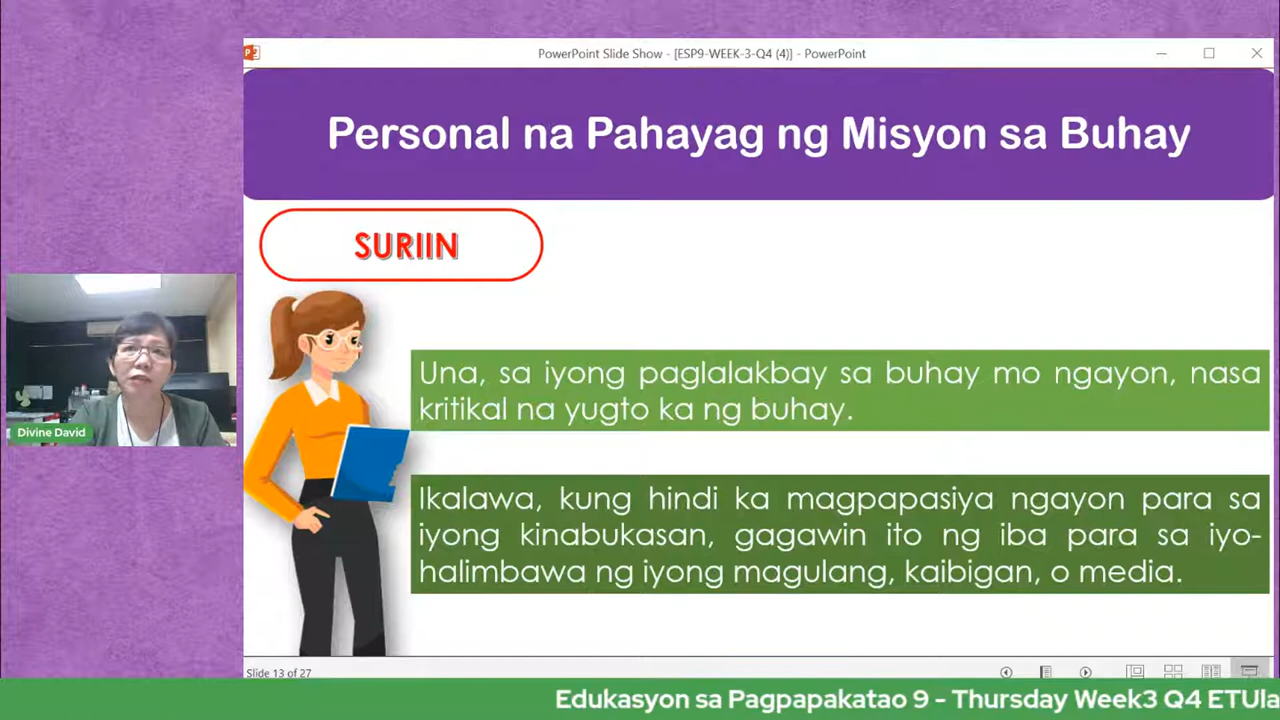 PowerPoint Slide Show - [ESP9-WEEK-3-Q4 (4)] - PowerPoint
Personal na Pahayag ng Misyon sa Buhay
SURIIN
Una, sa iyong paglalakbay sa buhay mo ngayon, nasa
kritikal na yugto ka ng buhay.
Divine David
Ikalawa, kung hindi ka magpapasiya ngayon para sa
iyong kinabukasan, gagawin ito ng iba para sa iyo-
halimbawa ng iyong magulang, kaibigan, o media.
Slide 13 of 27
Edukasyon sa Pagpapakatao 9 - Thursday Week3 Q4 ETUla